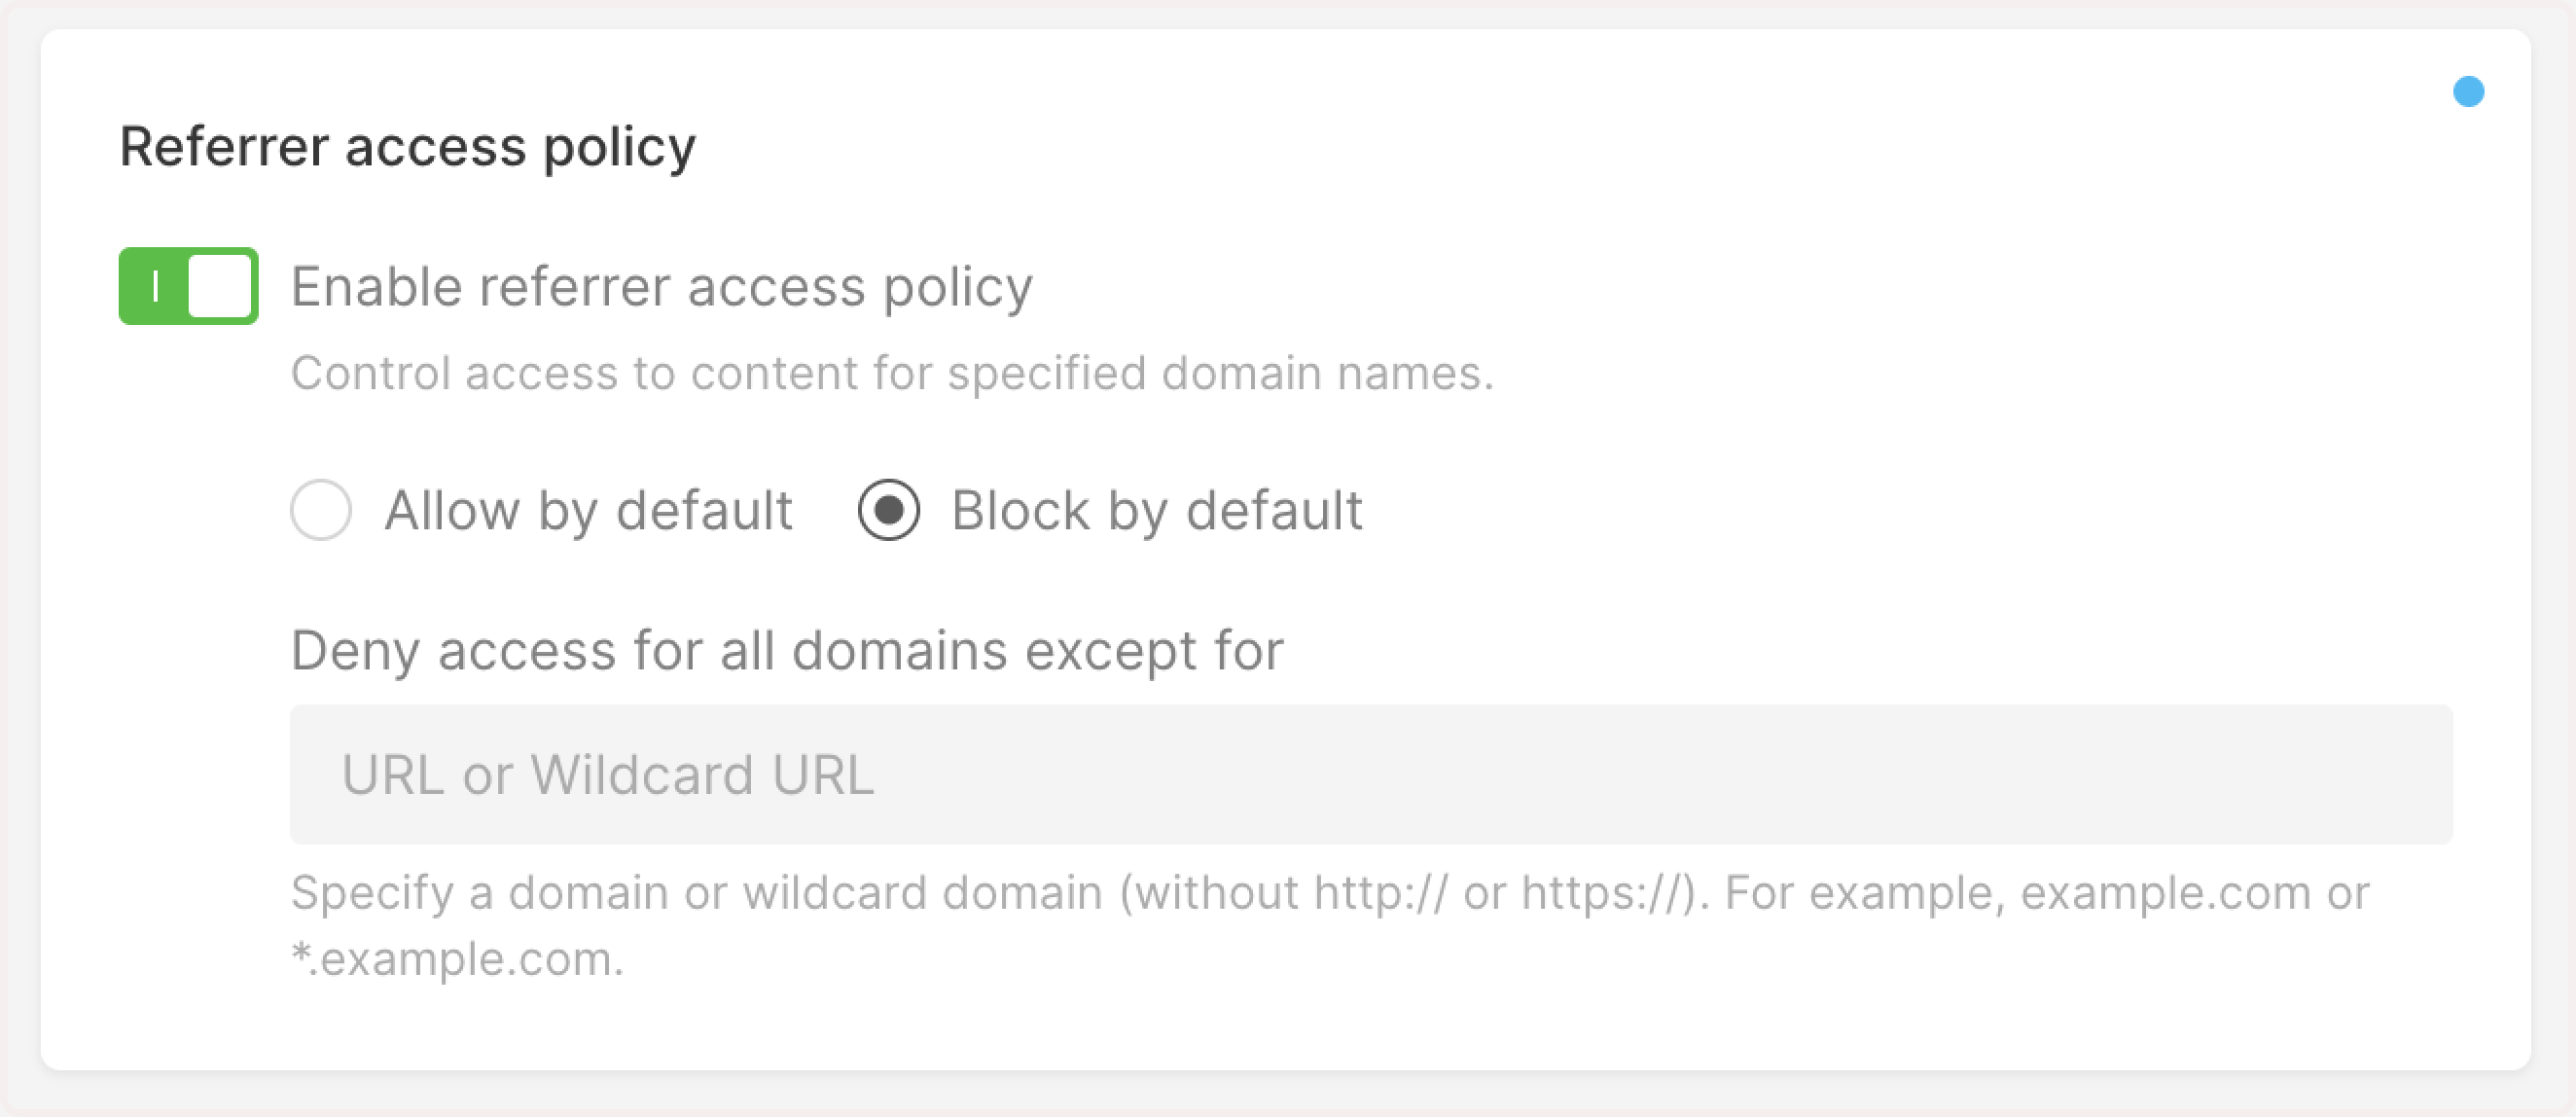 Referrer access policy
Enable referrer access policy
Control access to content for specified domain names.
Allow by default Block by default
Deny access for all domains except for
URL or Wildcard URL
Specify a domain or wildcard domain (without http:// or https://). For example, example.com or
*.example.com.